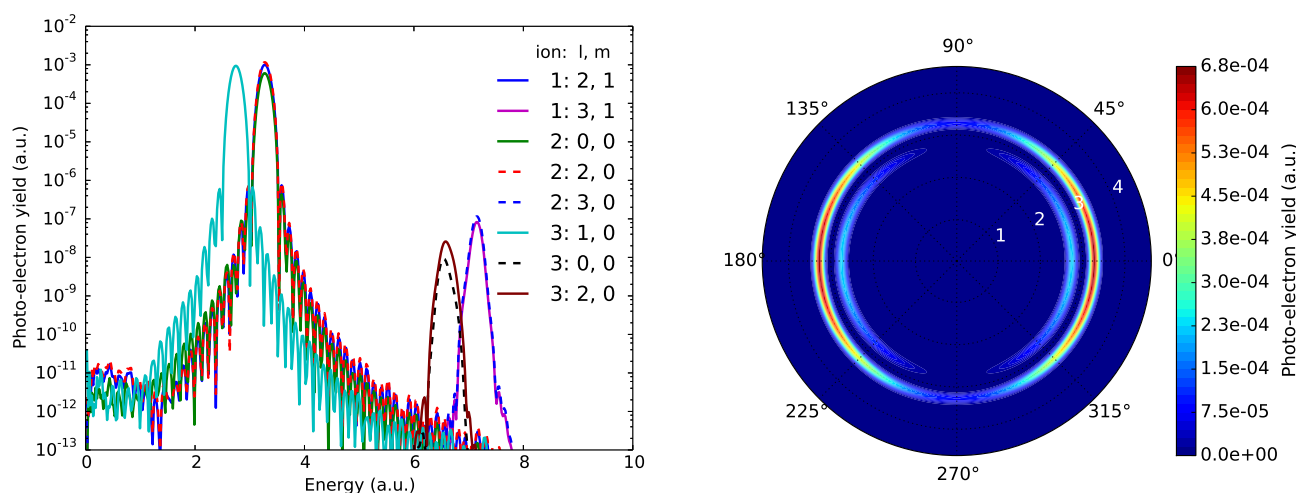 10-2
10-3
10-4
10-5
10-6
10-7
10-8
10-9
10-10
10-11
10-12
10-13
Photo-electron yield (a.u.)
0 2 4 6 8 10
Energy (a.u.)
ion: l, m
1: 2, 1
1: 3, 1
2: 0, 0
2: 2, 0
2: 3, 0
3: 1, 0
3: 0, 0
3: 2, 0
90°
135° 45°
180° 0°
225° 315°
270°
1 2 3 4
6.8e-04
6.0e-04
5.3e-04
4.5e-04
3.8e-04
3.0e-04
2.3e-04
1.5e-04
7.5e-05
0.0e+00
Photo-electron yield (a.u.)